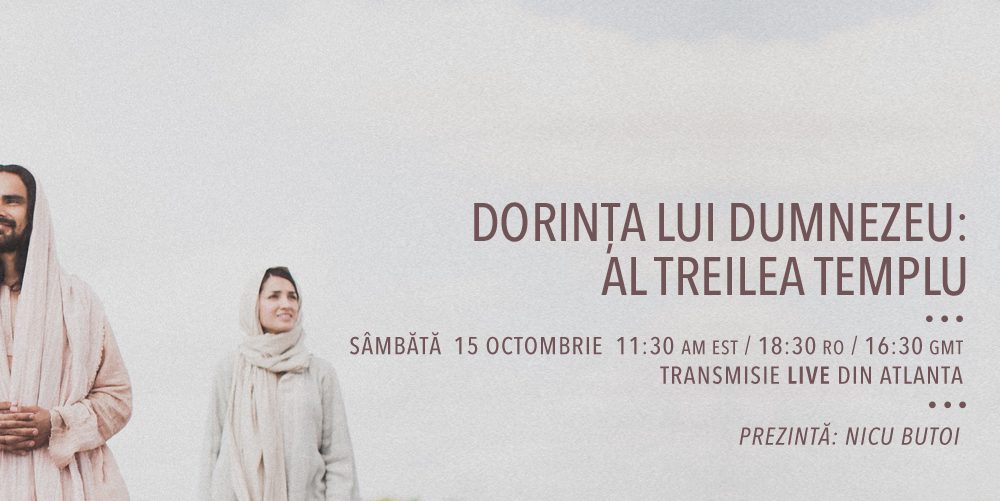 DORINȚA LUI DUMNEZEU:
AL TREILEA TEMPLU
SÂMBĂTĂ 15 OCTOMBRIE 11:30 AM EST / 18:30 RO / 16:30 GMT
TRANSMISIE LIVE DIN ATLANTA
PREZINTĂ: NICU BUTOI